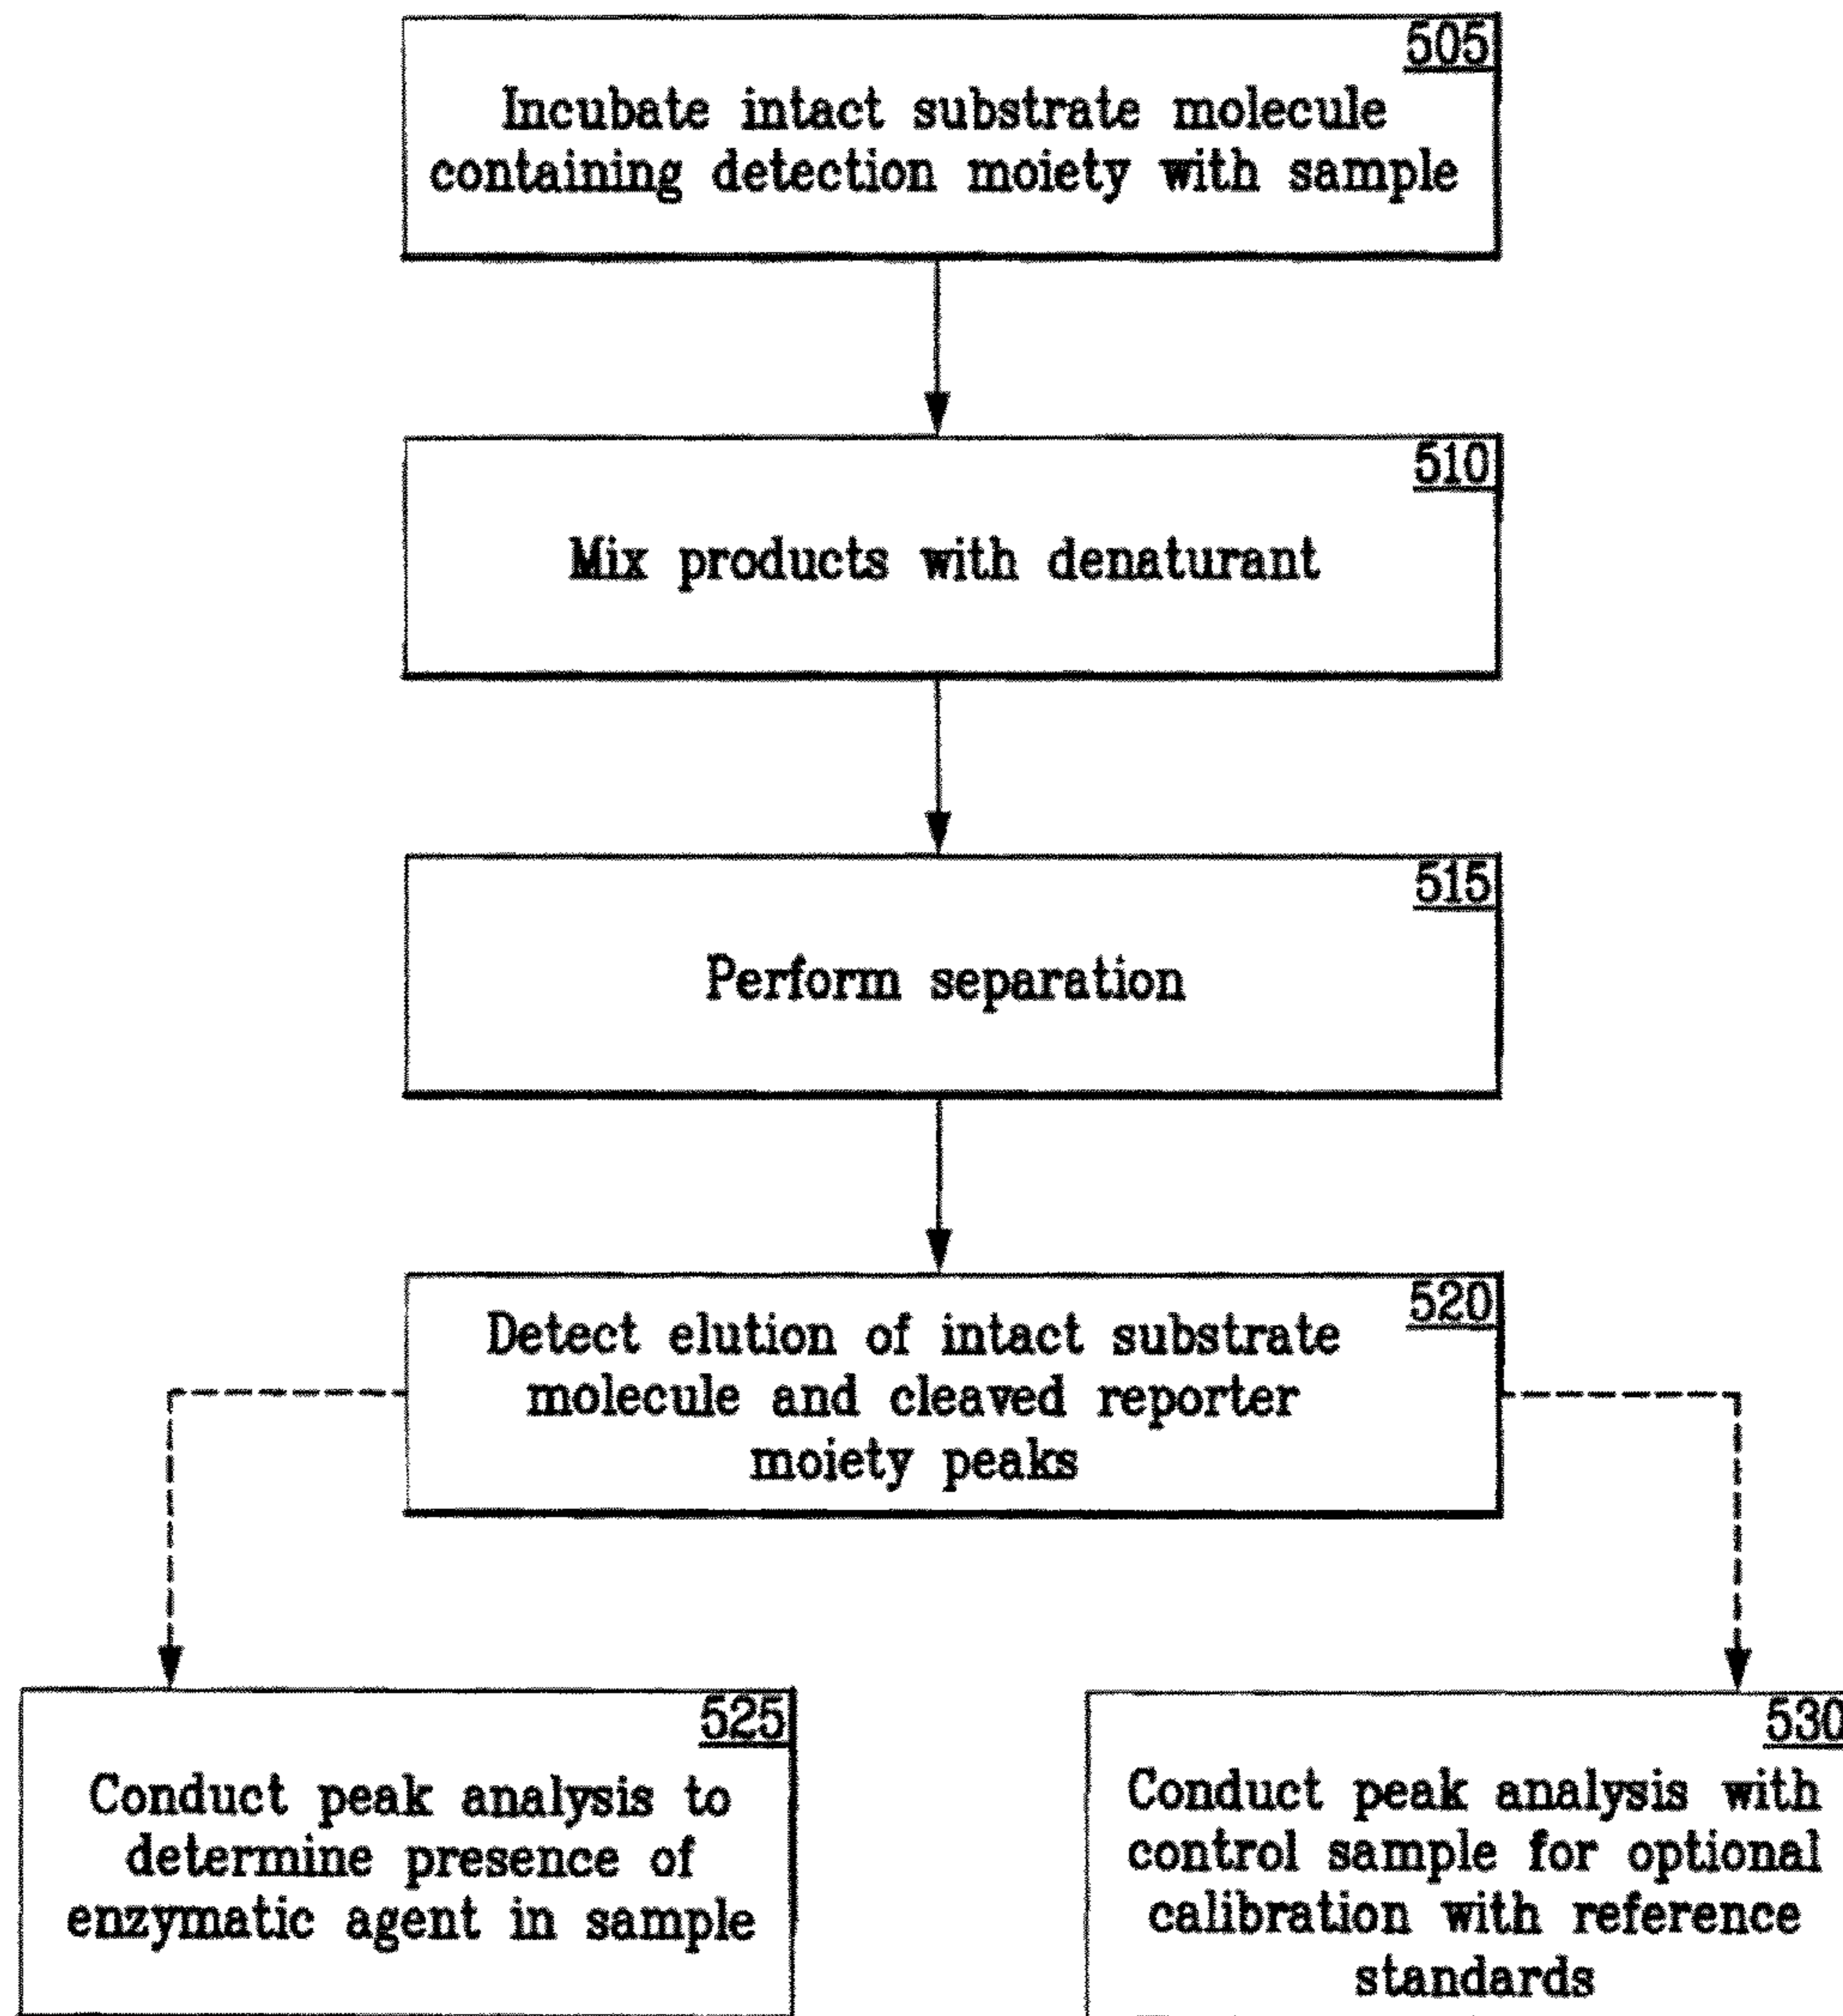 505
Incubate intact substrate molecule
containing detection moiety with sample
510
Mix products with denaturant
515
Perform separation
520
Detect elution of intact substrate
molecule and cleaved reporter
moiety peaks
525
Conduct peak analysis to
determine presence of
enzymatic agent in sample
530
Conduct peak analysis with
control sample for optional
calibration with reference
standards